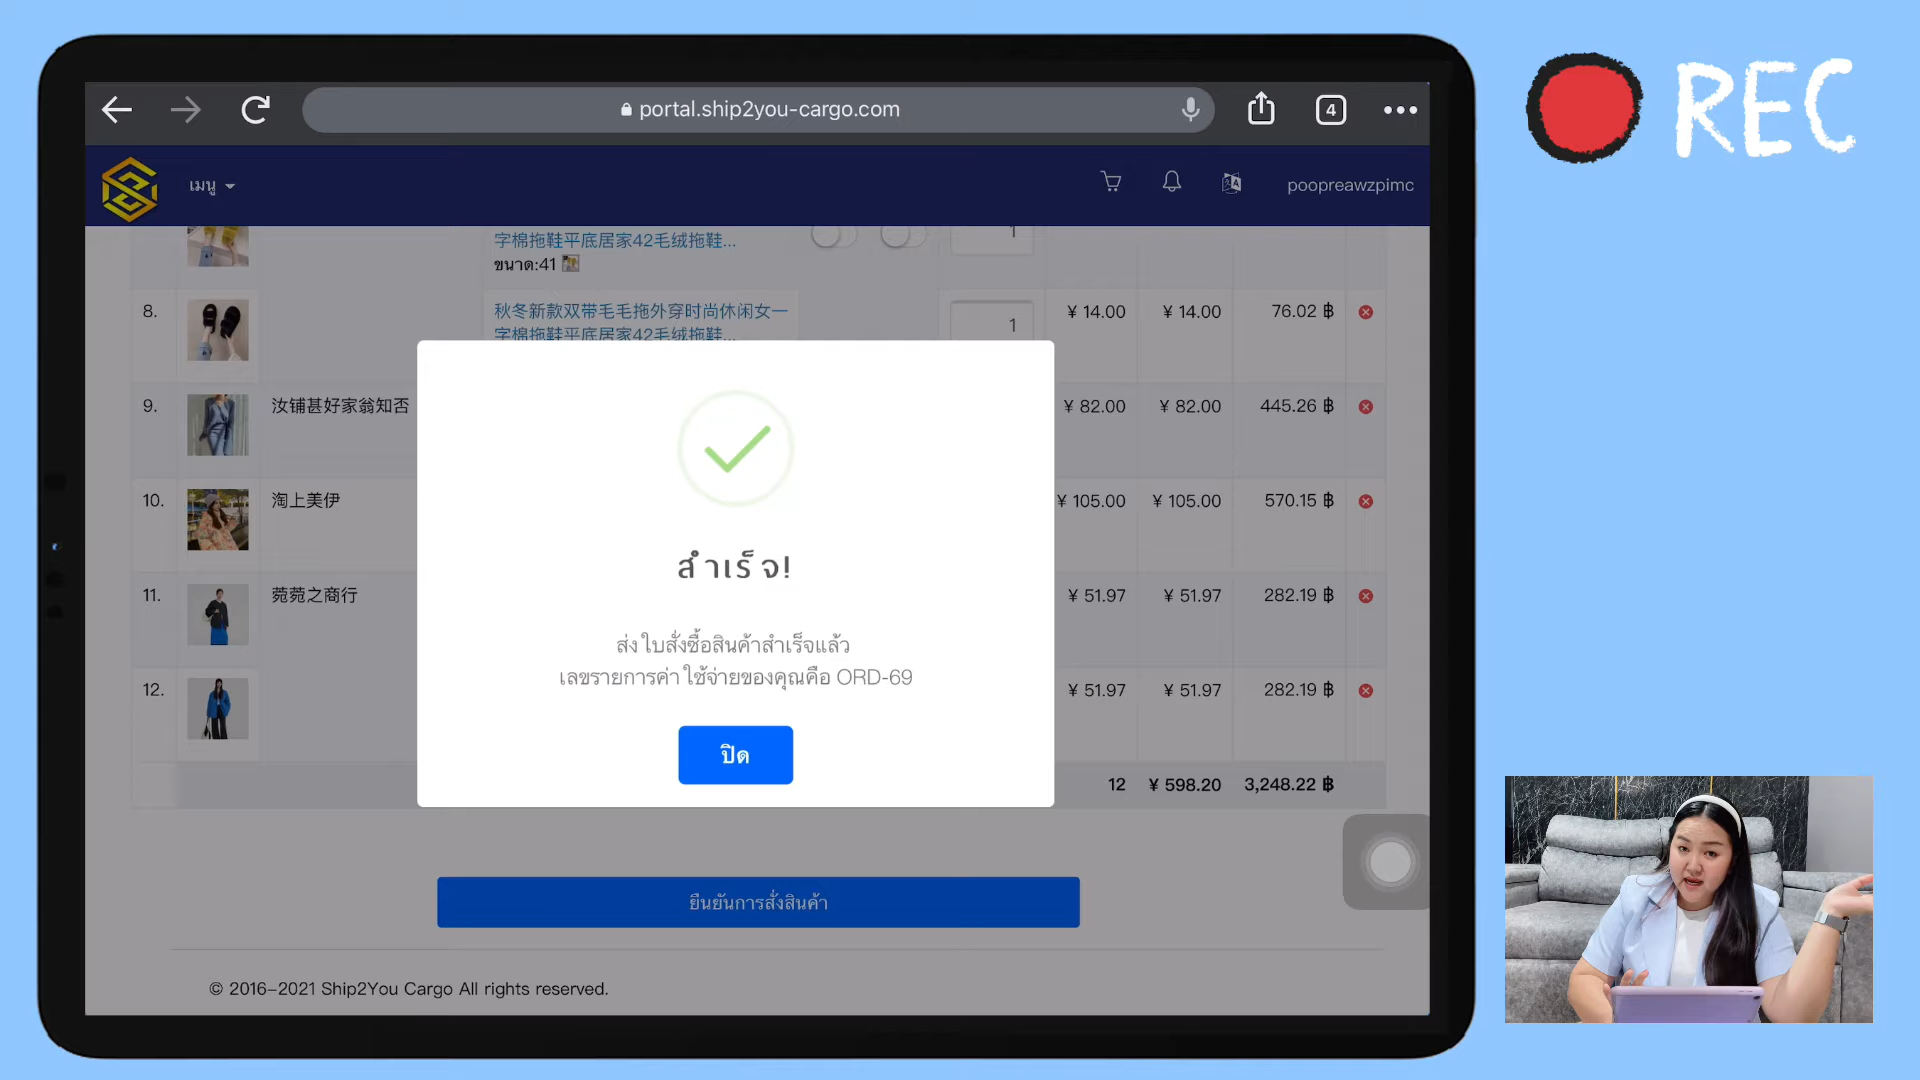 portal.ship2you-cargo.com
4
REC
เมนู
poopreawzpimc
字棉拖鞋平底居家42毛绒拖鞋...
1
ขนาด:41
8.
秋冬新款双带毛毛拖外穿时尚休闲女一
字棉拖鞋平底居家42毛绒拖鞋...
1
¥ 14.00
¥ 14.00
76.02 ฿
9.
汝铺甚好家翁知否
¥ 82.00
¥ 82.00
445.26 ฿
10.
淘上美伊
¥ 105.00
¥ 105.00
570.15 ฿
11.
菀菀之商行
¥ 51.97
¥ 51.97
282.19 ฿
12.
¥ 51.97
¥ 51.97
282.19 ฿
12
¥ 598.20
3,248.22 ฿
สำเร็จ!
ส่งใบสั่งซื้อสินค้าสำเร็จแล้ว
เลขรายการค่าใช้จ่ายของคุณคือ ORD-69
ปิด
ยืนยันการสั่งสินค้า
© 2016–2021 Ship2You Cargo All rights reserved.